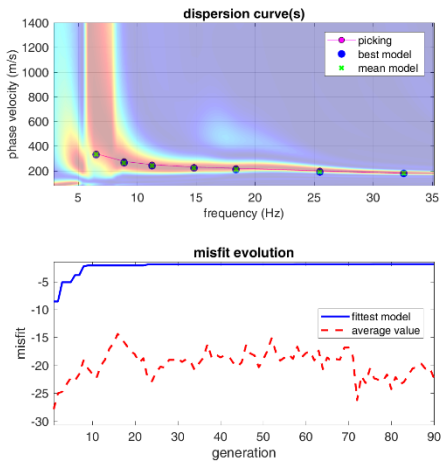 dispersion curve(s)
1400
1200
1000
800
600
400
200
phase velocity (m/s)
picking
best model
mean model
5
10
15
20
25
30
35
frequency (Hz)
misfit evolution
-5
-10
-15
-20
-25
-30
misfit
fittest model
average value
10
20
30
40
50
60
70
80
90
generation